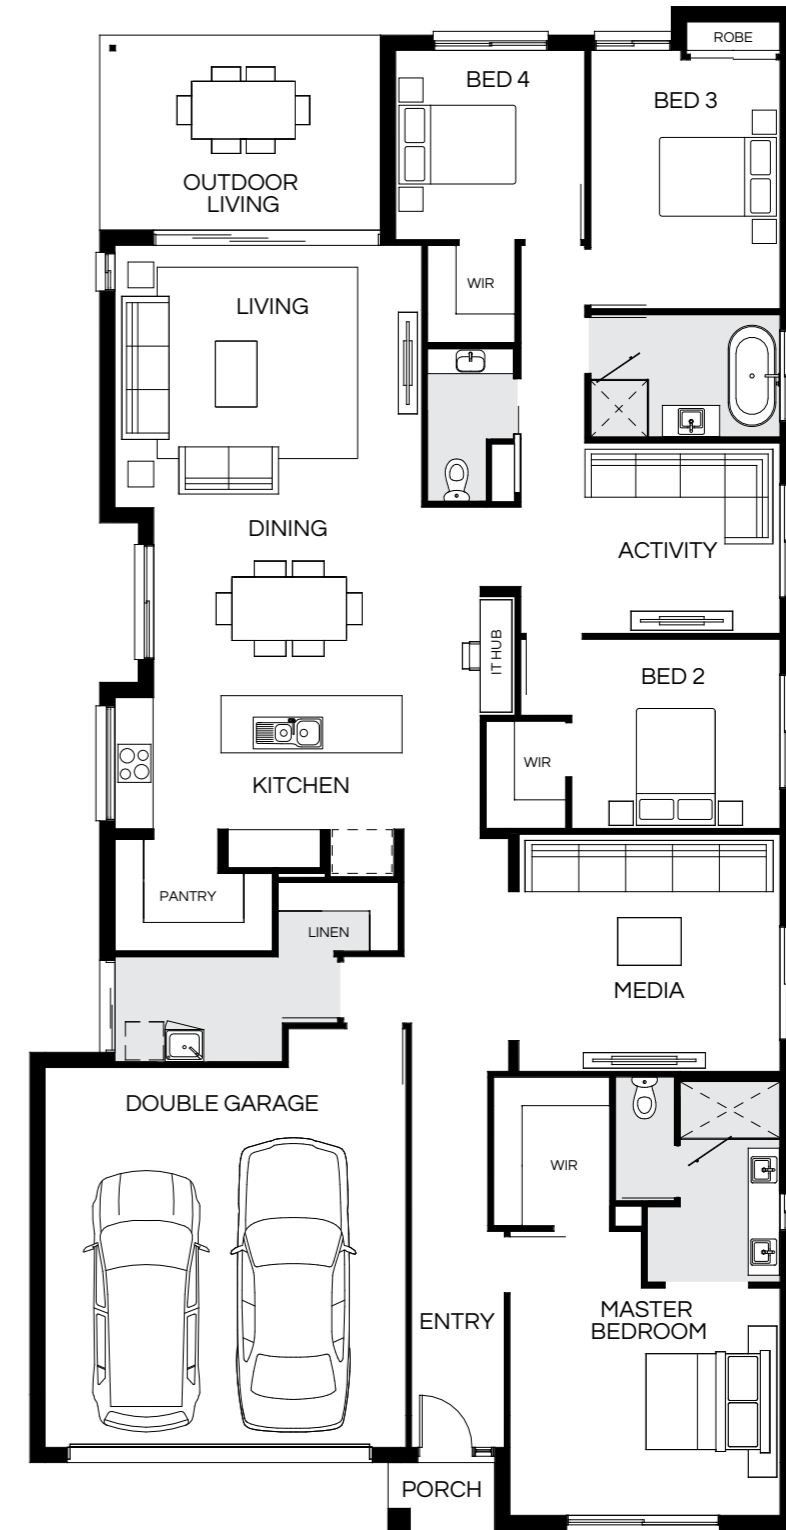 ROBE
BED 4
BED 3
OUTDOOR
LIVING
WIR
LIVING
DINING
ACTIVITY
IT HUB
BED 2
WIR
KITCHEN
PANTRY
LINEN
MEDIA
DOUBLE GARAGE
WIR
ENTRY
MASTER
BEDROOM
PORCH